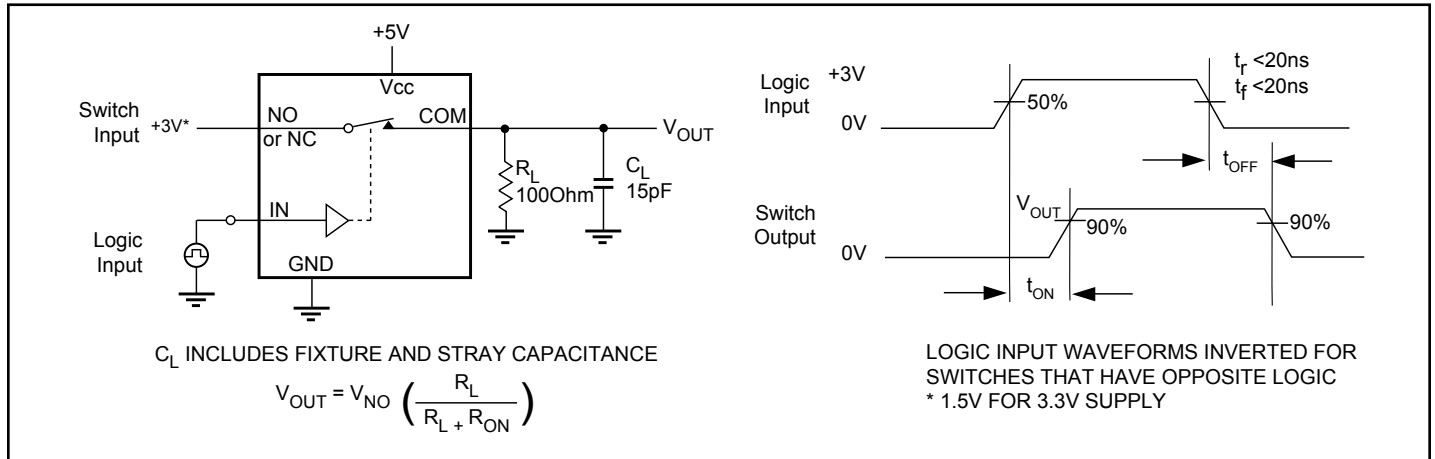 +5V
Vcc
Switch
Input
+3V*
NO
or NC
COM
V_OUT
R_L
100Ohm
C_L
15pF
IN
Logic
Input
GND
C_L INCLUDES FIXTURE AND STRAY CAPACITANCE
V_OUT = V_NO ( R_L / R_L + R_ON )
Logic
Input
+3V
0V
50%
t_r <20ns
t_f <20ns
t_OFF
Switch
Output
V_OUT
0V
90%
90%
t_ON
LOGIC INPUT WAVEFORMS INVERTED FOR
SWITCHES THAT HAVE OPPOSITE LOGIC
* 1.5V FOR 3.3V SUPPLY